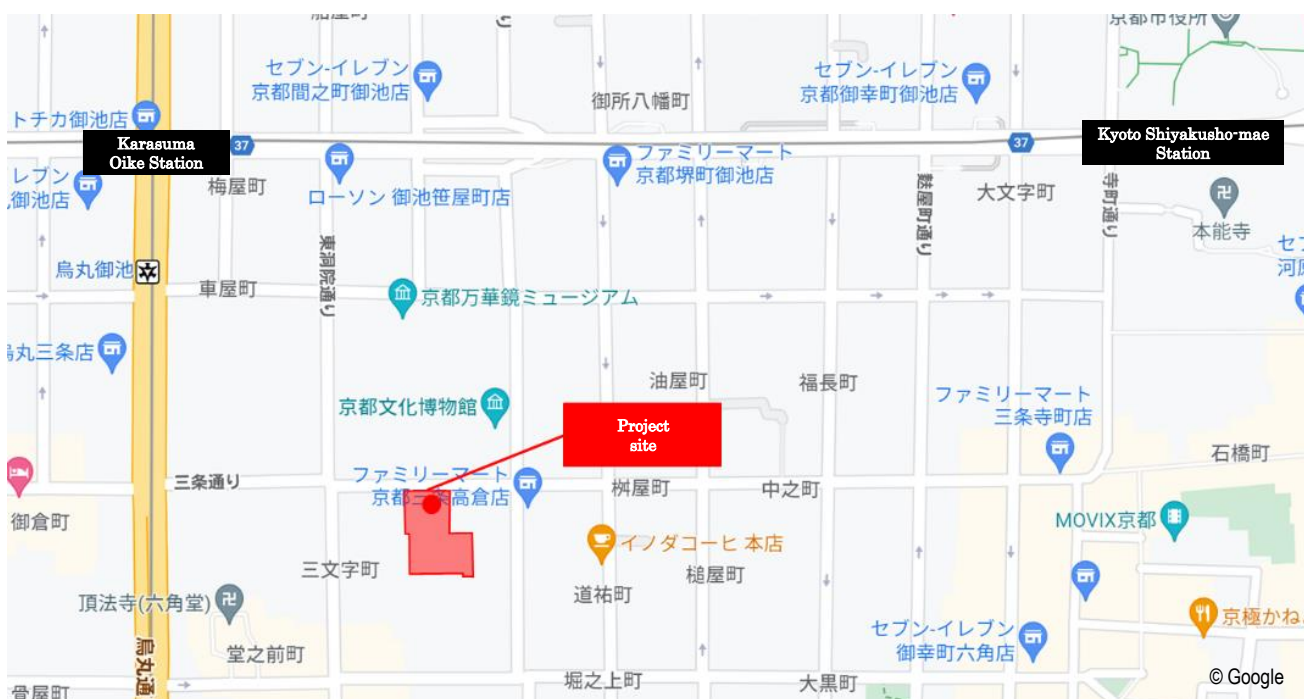 京都市役所
セブン-イレブン
京都間之町御池店
セブン-イレブン
京都御幸町御池店
御所八幡町
トチカ御池店
Karasuma
Oike Station
37
37
Kyoto Shiyakusho-mae
Station
レブン
御池店
梅屋町
ローソン 御池笹屋町店
ファミリーマート
京都堺町御池店
麩屋町通り
大文字町
寺町通り
本能寺
セブ
河原
烏丸御池
車屋町
東洞院通り
京都万華鏡ミュージアム
烏丸三条店
油屋町
福長町
京都文化博物館
Project
site
ファミリーマート
三条寺町店
石橋町
三条通り
ファミリーマート
京都三条高倉店
桝屋町
中之町
御倉町
MOVIX京都
イノダコーヒ 本店
三文字町
槌屋町
道祐町
頂法寺(六角堂)
京極かね
セブン-イレブン
御幸町六角店
堂之前町
烏丸通
骨屋町
堀之上町
大黒町
© Google